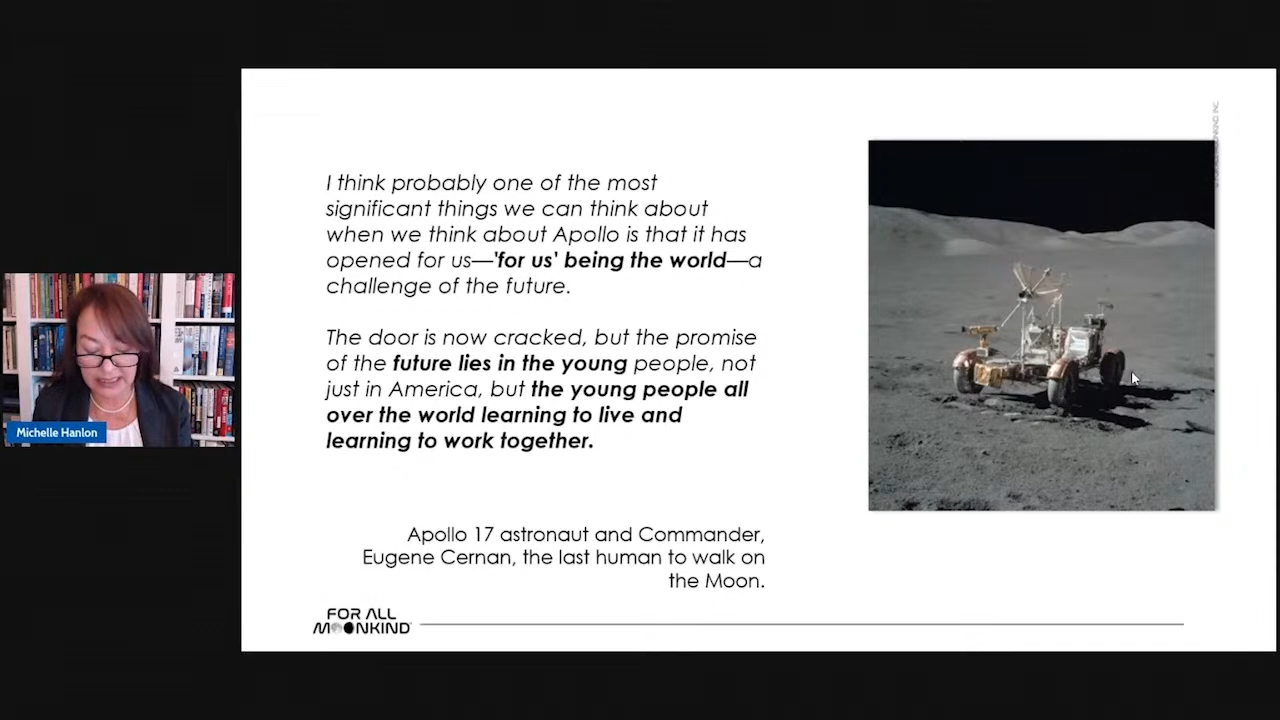 I think probably one of the most
significant things we can think about
when we think about Apollo is that it has
opened for us—'for us' being the world—a
challenge of the future.
The door is now cracked, but the promise
of the future lies in the young people, not
just in America, but the young people all
over the world learning to live and
learning to work together.
Apollo 17 astronaut and Commander,
Eugene Cernan, the last human to walk on
the Moon.
FOR ALL
MOONKIND
Michelle Hanlon